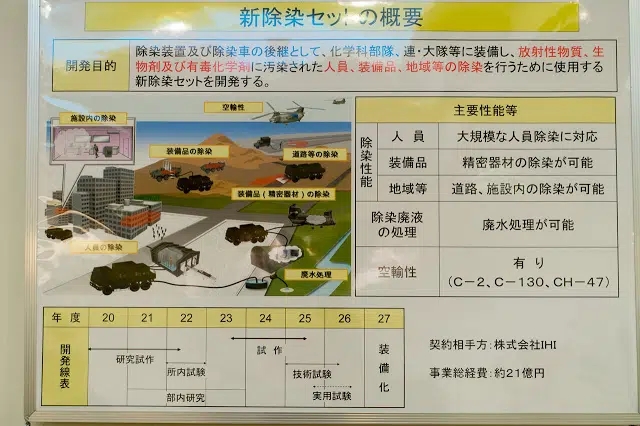 新除染セットの概要
開発目的
除染装置及び除染車の後継として、化学科部隊、連・大隊等に装備し、放射性物質、生
物剤及び有毒化学剤に汚染された人員、装備品、地域等の除染を行うために使用する
新除染セットを開発する。
施設内の除染
空輸性
装備品の除染
道路等の除染
装備品(精密器材)の除染
人員の除染
廃水処理
主要性能等
除染性能
人員
大規模な人員除染に対応
装備品
精密器材の除染が可能
地域等
道路、施設内の除染が可能
除染廃液
の処理
廃水処理が可能
空輸性
有り
(C-2、C-130、CH-47)
年度 20 21 22 23 24 25 26 27
開発線表
研究試作
所内試験
部内研究
試作
技術試験
実用試験
装備化
契約相手方:株式会社IHI
事業総経費:約21億円